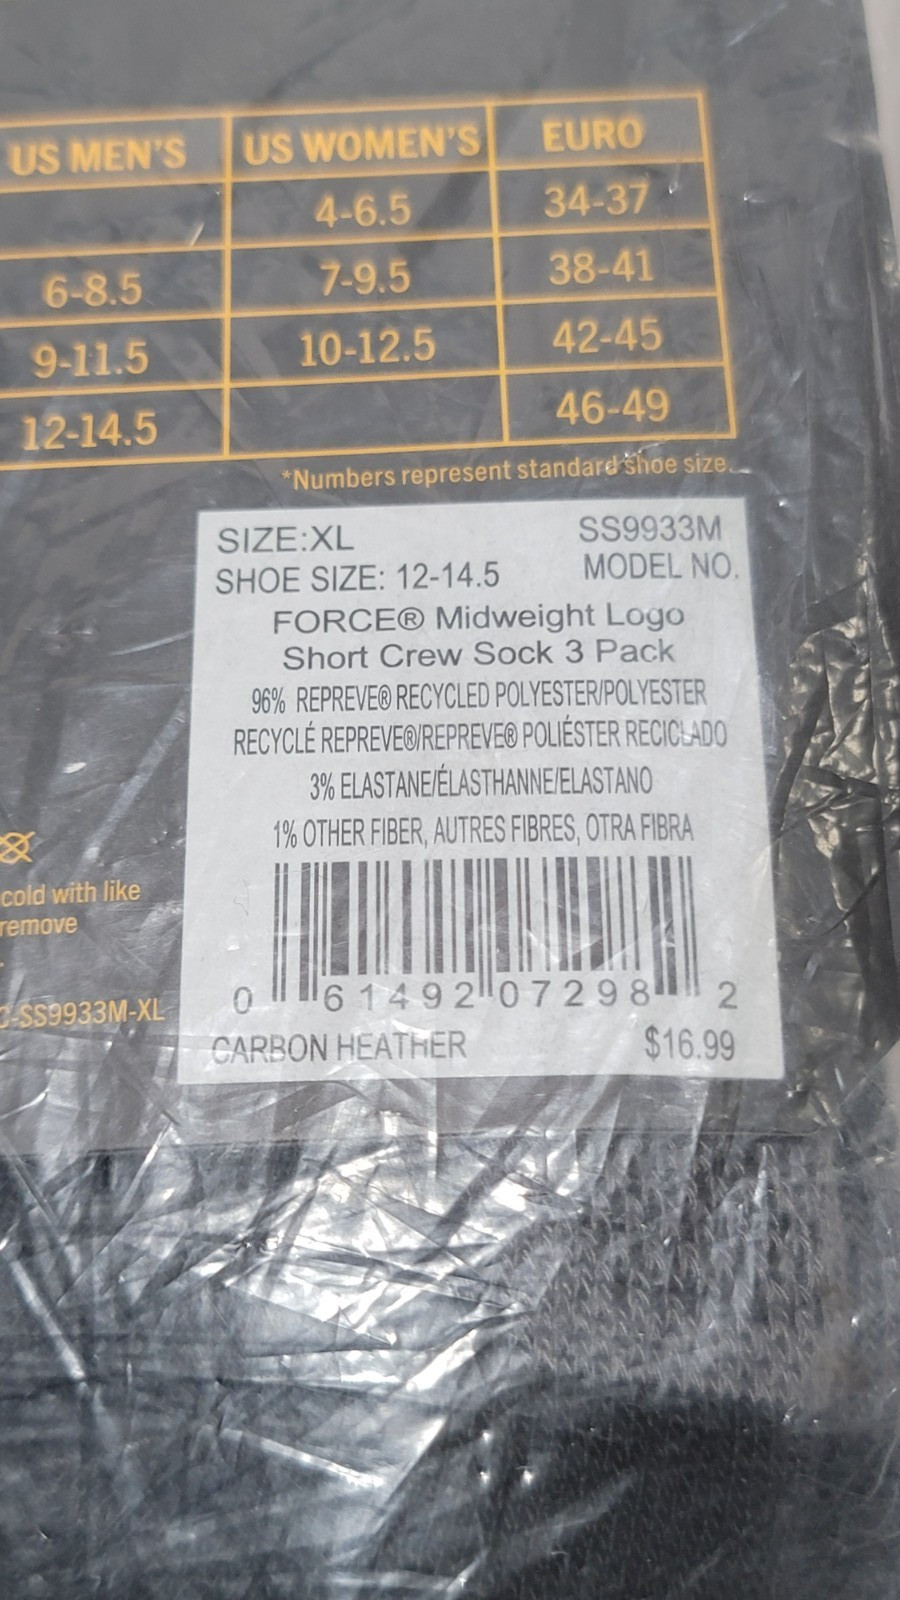 US MEN'S US WOMEN'S EURO
4-6.5 34-37
6-8.5 7-9.5 38-41
9-11.5 10-12.5 42-45
12-14.5 46-49
*Numbers represent standard shoe size.
SIZE:XL SS9933M
SHOE SIZE: 12-14.5 MODEL NO.
FORCE® Midweight Logo
Short Crew Sock 3 Pack
96% REPREVE® RECYCLED POLYESTER/POLYESTER
RECYCLÉ REPREVE®/REPREVE® POLIÉSTER RECICLADO
3% ELASTANE/ÉLASTHANNE/ELASTANO
1% OTHER FIBER, AUTRES FIBRES, OTRA FIBRA
0 61492 07298 2
CARBON HEATHER $16.99
cold with like
remove
C-SS9933M-XL